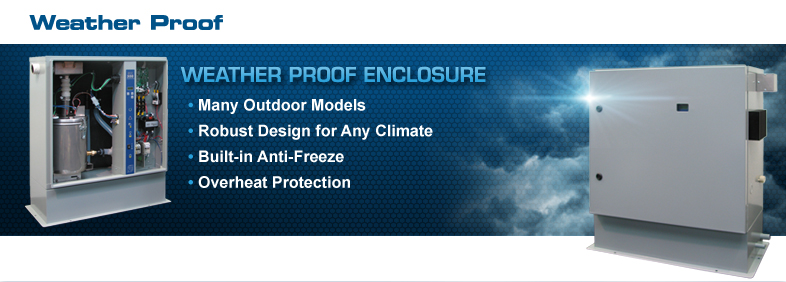 Weather Proof
WEATHER PROOF ENCLOSURE
• Many Outdoor Models
• Robust Design for Any Climate
• Built-in Anti-Freeze
• Overheat Protection